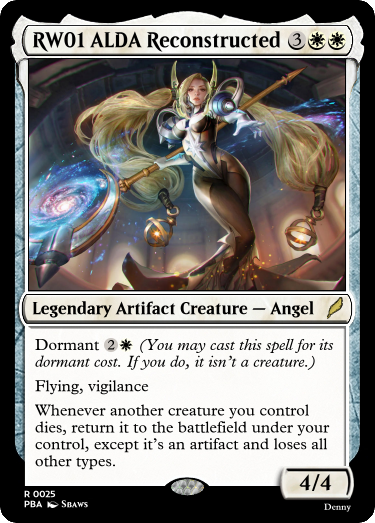 RW01 ALDA Reconstructed 3
Legendary Artifact Creature — Angel
Dormant 2 (You may cast this spell for its
dormant cost. If you do, it isn't a creature.)
Flying, vigilance
Whenever another creature you control
dies, return it to the battlefield under your
control, except it's an artifact and loses all
other types.
4/4
R 0025
PBA SBAWS
Denny